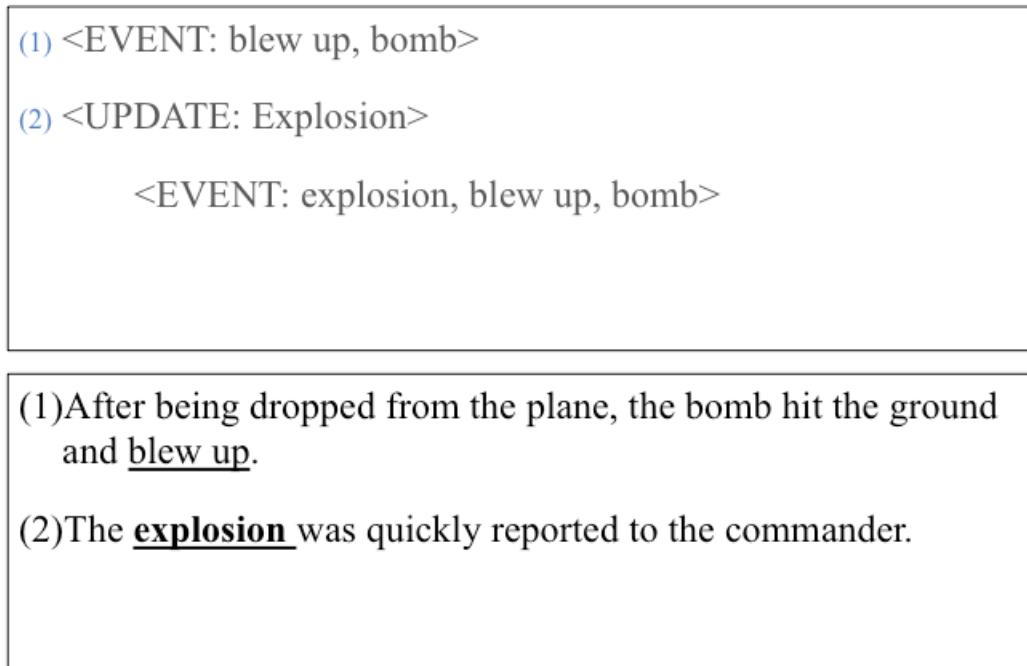 (1) <EVENT: blew up, bomb>
(2) <UPDATE: Explosion>
<EVENT: explosion, blew up, bomb>
(1)After being dropped from the plane, the bomb hit the ground
and blew up.
(2)The explosion was quickly reported to the commander.